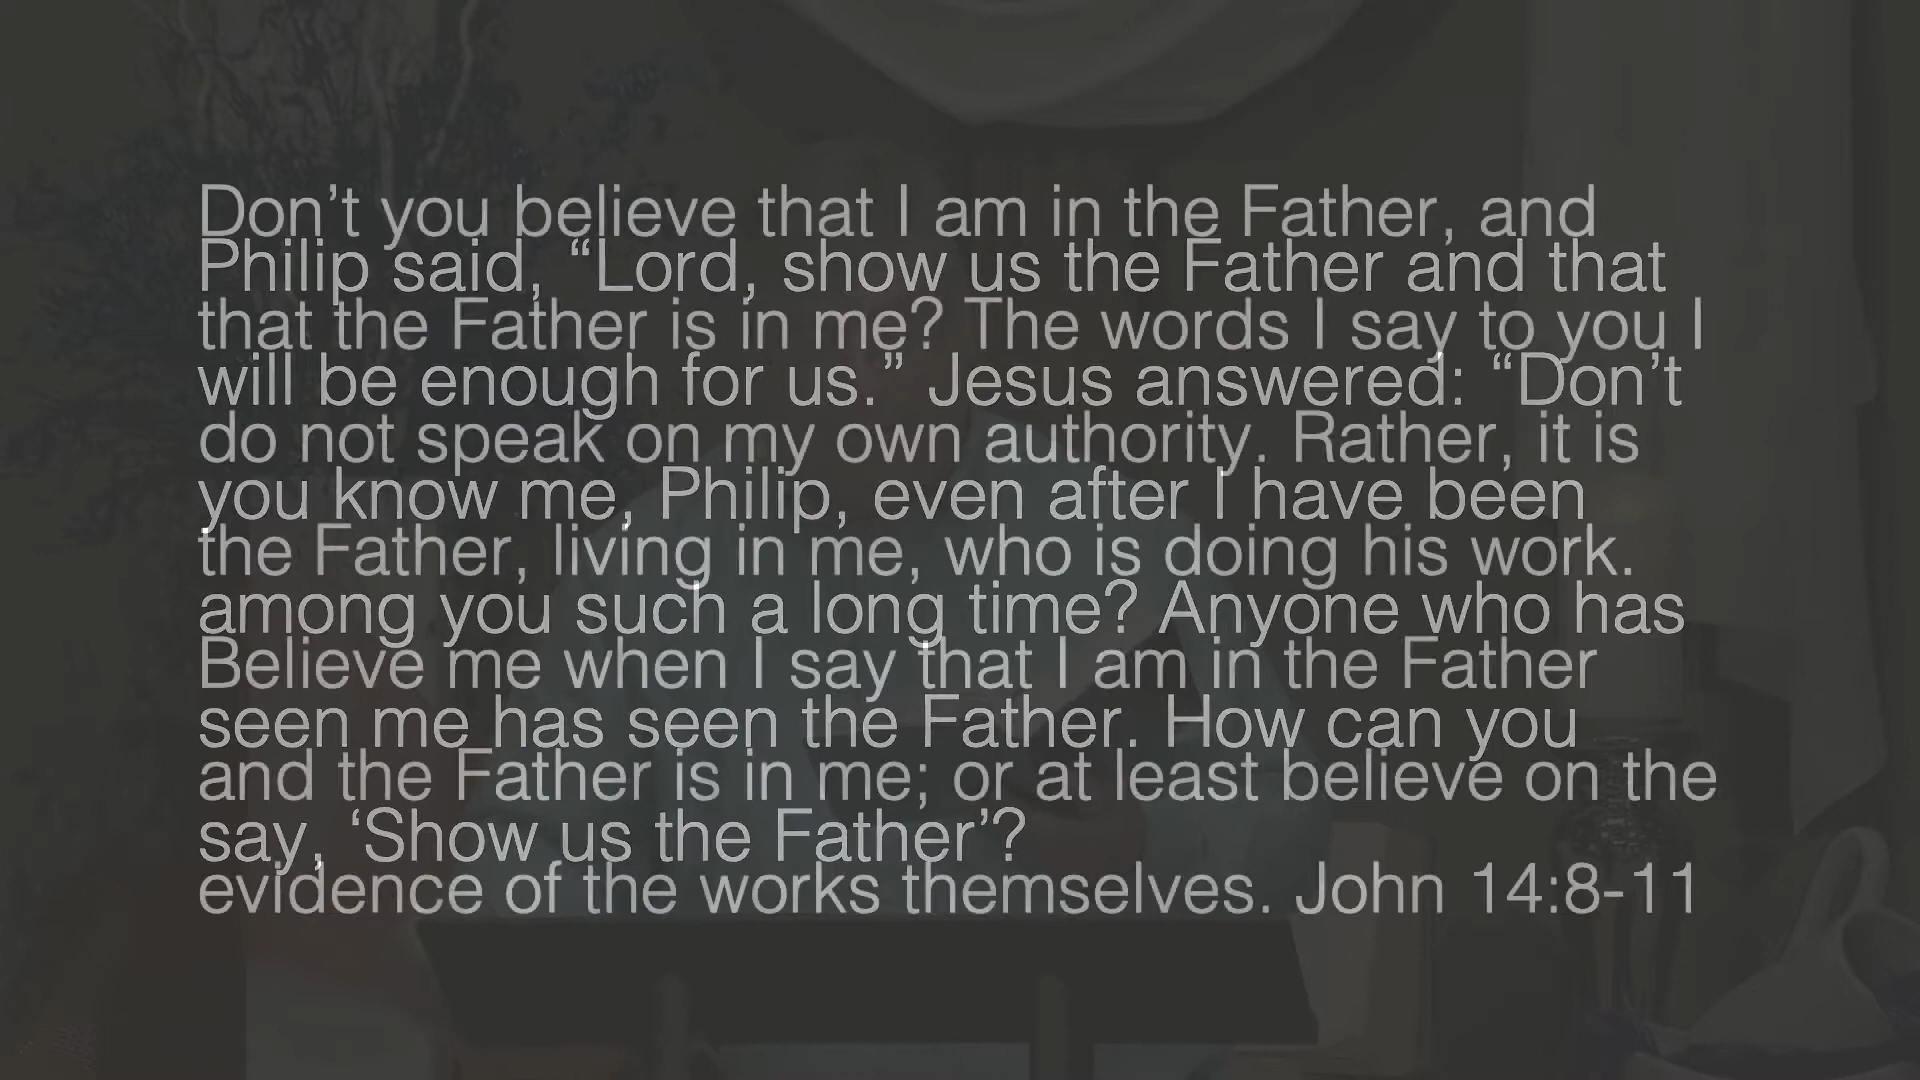 Don’t you believe that I am in the Father, and
Philip said, “Lord, show us the Father and that
that the Father is in me? The words I say to you I
will be enough for us.” Jesus answered: “Don’t
do not speak on my own authority. Rather, it is
you know me, Philip, even after I have been
the Father, living in me, who is doing his work.
among you such a long time? Anyone who has
Believe me when I say that I am in the Father
seen me has seen the Father. How can you
and the Father is in me; or at least believe on the
say, ‘Show us the Father’?
evidence of the works themselves. John 14:8-11